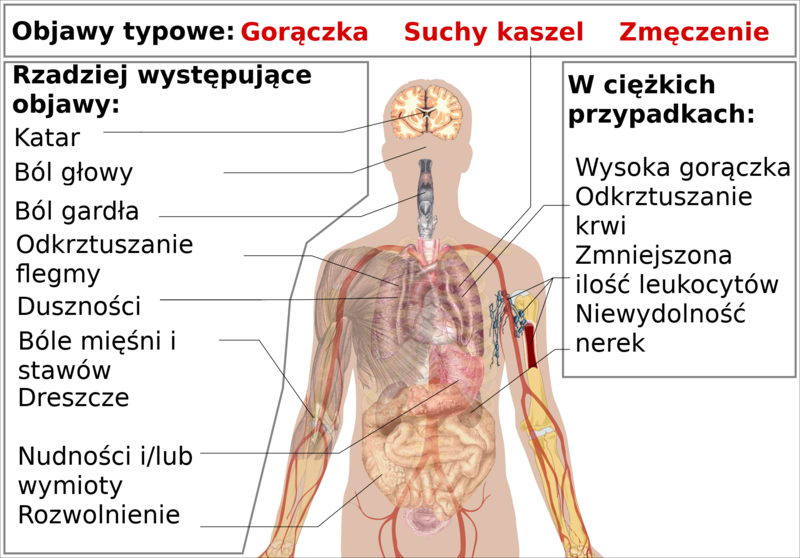 Objawy typowe: Gorączka Suchy kaszel Zmęczenie
Rzadziej występujące
objawy:
Katar
Ból głowy
Ból gardła
Odkrztuszanie
flegmy
Duszności
Bóle mięśni i
stawów
Dreszcze
Nudności i/lub
wymioty
Rozwolnienie
W ciężkich
przypadkach:
Wysoka gorączka
Odkrztuszanie
krwi
Zmniejszona
ilość leukocytów
Niewydolność
nerek